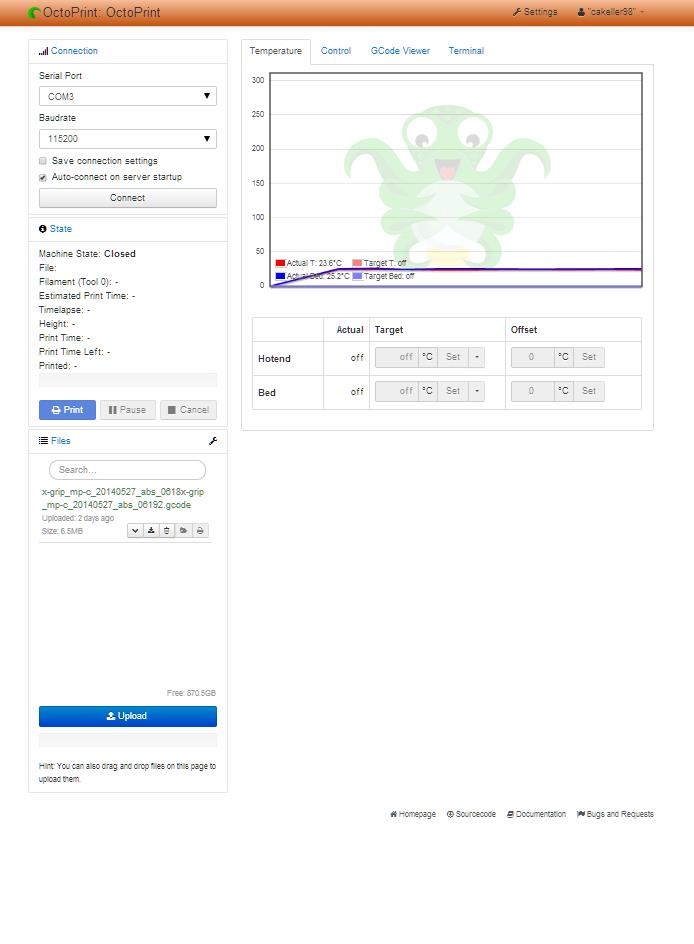 OctoPrint: OctoPrint
Settings
"cakeller98"
Connection
Serial Port
COM3
Baudrate
115200
Save connection settings
Auto-connect on server startup
Connect
State
Machine State: Closed
File:
Filament (Tool 0): -
Estimated Print Time: -
Timelapse: -
Height: -
Print Time: -
Print Time Left: -
Printed: -
Print
Pause
Cancel
Files
Search...
x-grip_mp-c_20140527_abs_0618x-grip
_mp-c_20140527_abs_06192.gcode
Uploaded: 2 days ago
Size: 6.5MB
Free: 870.5GB
Upload
Hint: You can also drag and drop files on this page to
upload them.
Temperature
Control
GCode Viewer
Terminal
300
250
200
150
100
50
0
Actual T: 23.6°C
Target T: off
Actual Bed: 25.2°C
Target Bed: off
Actual Target Offset
Hotend off off °C Set 0 °C Set
Bed off off °C Set 0 °C Set
Homepage
Sourcecode
Documentation
Bugs and Requests